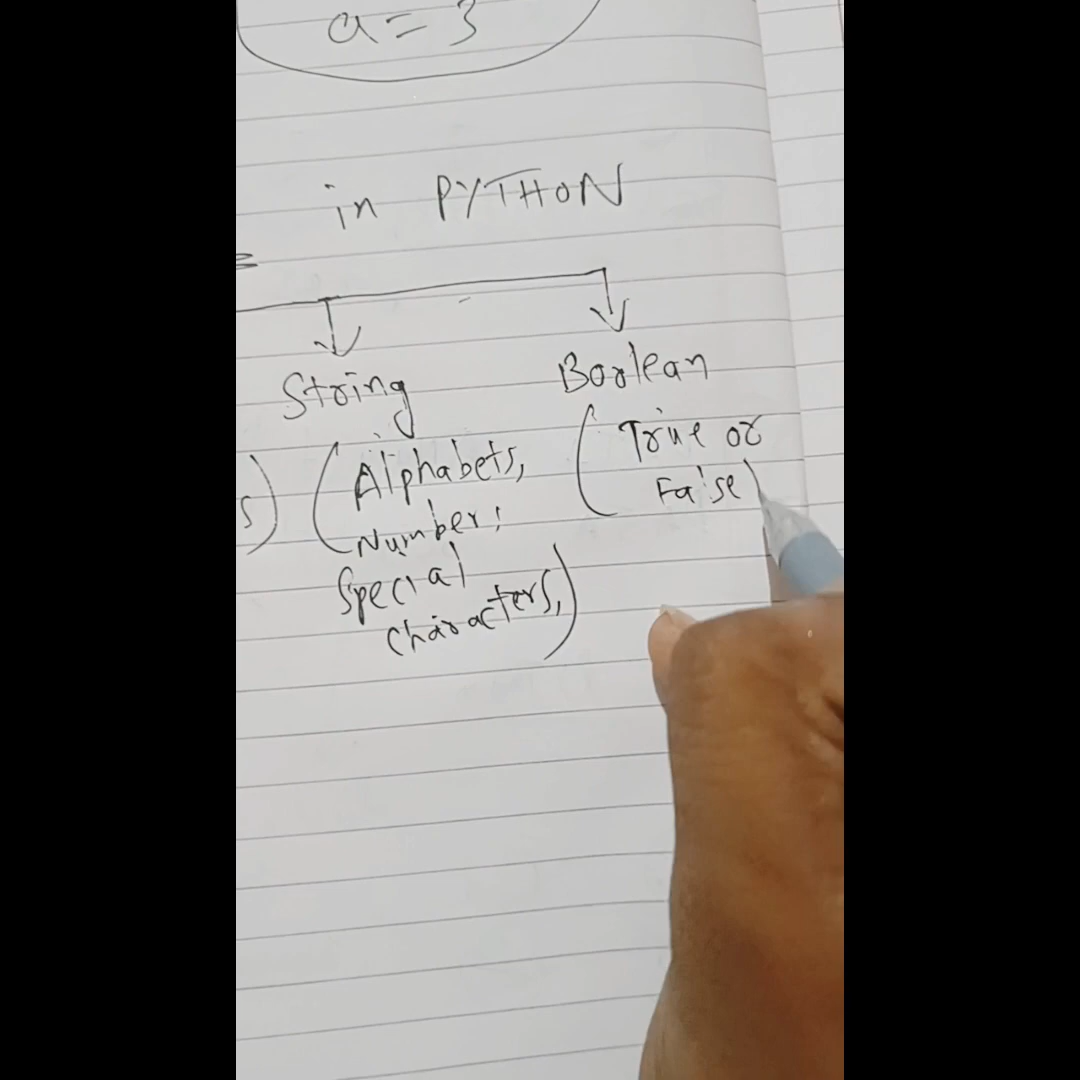 a = 3
in PYTHON
String
Boolean
s) (Alphabets,
Number,
Special
characters,)
(True or
False)